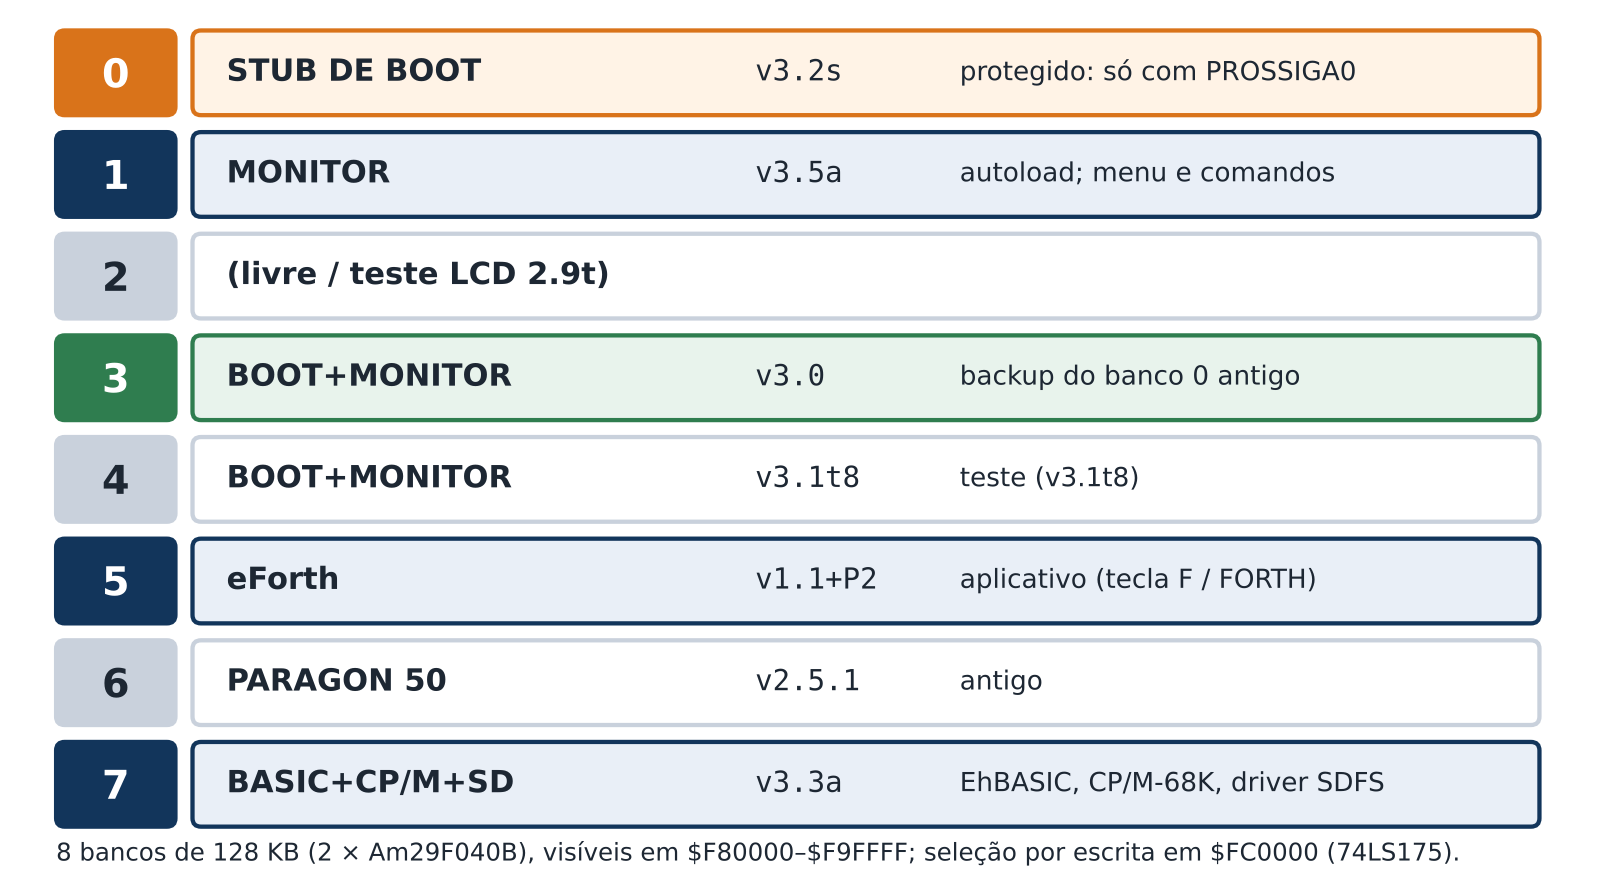 0 STUB DE BOOT v3.2s protegido: só com PROSSIGA0
1 MONITOR v3.5a autoload; menu e comandos
2 (livre / teste LCD 2.9t)
3 BOOT+MONITOR v3.0 backup do banco 0 antigo
4 BOOT+MONITOR v3.1t8 teste (v3.1t8)
5 eForth v1.1+P2 aplicativo (tecla F / FORTH)
6 PARAGON 50 v2.5.1 antigo
7 BASIC+CP/M+SD v3.3a EhBASIC, CP/M-68K, driver SDFS
8 bancos de 128 KB (2 × Am29F040B), visíveis em $F80000–$F9FFFF; seleção por escrita em $FC0000 (74LS175).